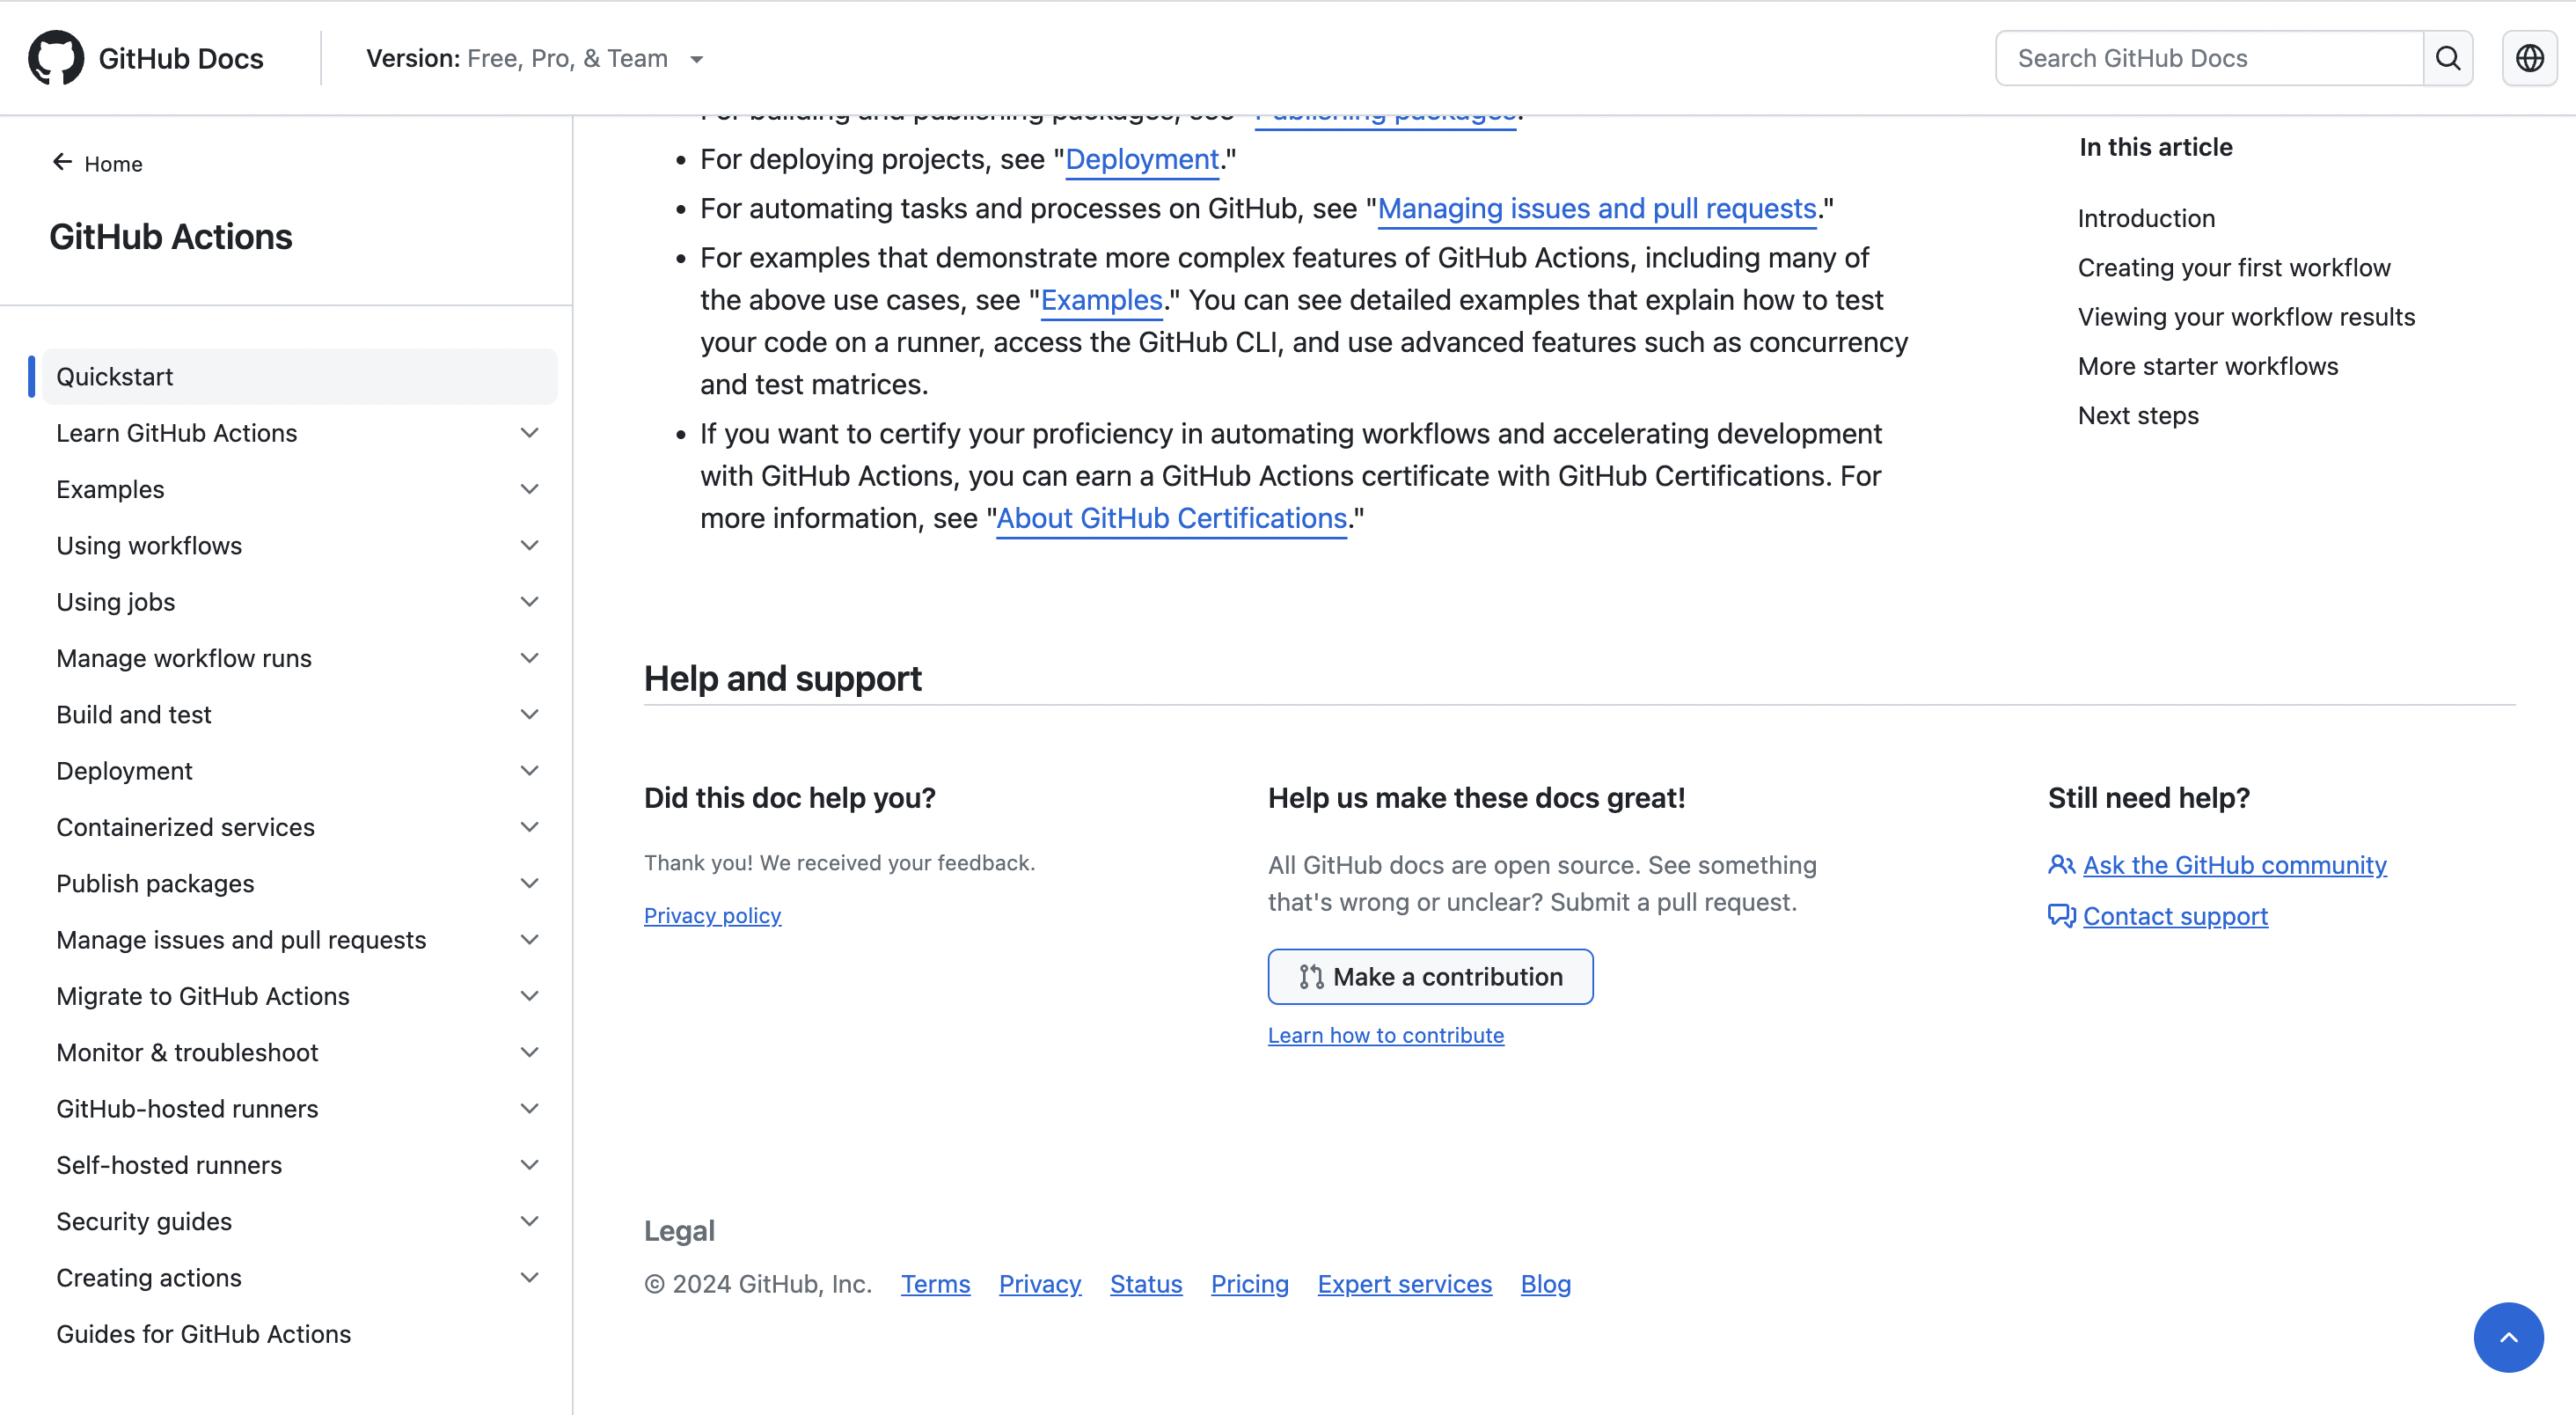 GitHub Docs
Version: Free, Pro, & Team
Search GitHub Docs
Home
GitHub Actions
Quickstart
Learn GitHub Actions
Examples
Using workflows
Using jobs
Manage workflow runs
Build and test
Deployment
Containerized services
Publish packages
Manage issues and pull requests
Migrate to GitHub Actions
Monitor & troubleshoot
GitHub-hosted runners
Self-hosted runners
Security guides
Creating actions
Guides for GitHub Actions
For building and publishing packages, see "Publishing packages."
• For deploying projects, see "Deployment."
• For automating tasks and processes on GitHub, see "Managing issues and pull requests."
• For examples that demonstrate more complex features of GitHub Actions, including many of
the above use cases, see "Examples." You can see detailed examples that explain how to test
your code on a runner, access the GitHub CLI, and use advanced features such as concurrency
and test matrices.
• If you want to certify your proficiency in automating workflows and accelerating development
with GitHub Actions, you can earn a GitHub Actions certificate with GitHub Certifications. For
more information, see "About GitHub Certifications."
In this article
Introduction
Creating your first workflow
Viewing your workflow results
More starter workflows
Next steps
Help and support
Did this doc help you?
Thank you! We received your feedback.
Privacy policy
Help us make these docs great!
All GitHub docs are open source. See something
that's wrong or unclear? Submit a pull request.
Make a contribution
Learn how to contribute
Still need help?
Ask the GitHub community
Contact support
Legal
© 2024 GitHub, Inc. Terms Privacy Status Pricing Expert services Blog